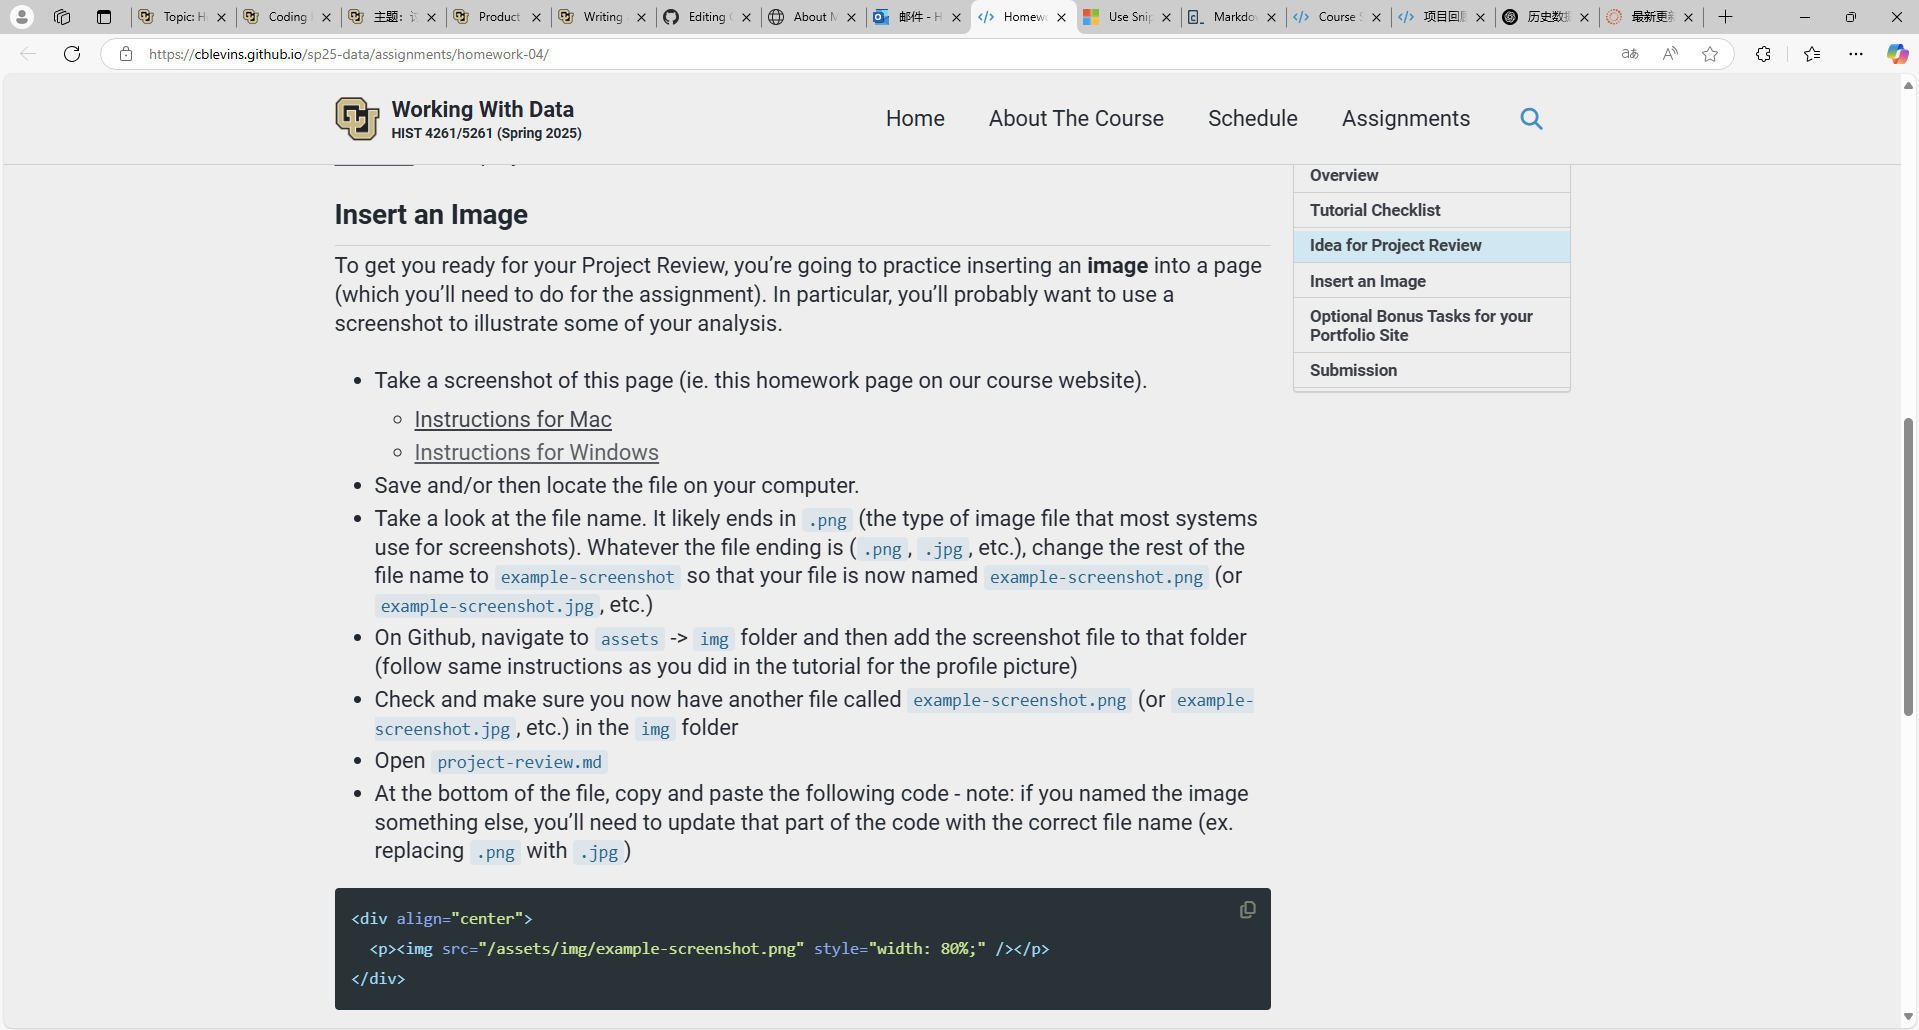 Topic: H
Coding
主题：
Product
Writing
Editing
About M
邮件 - H
Homew
Use Snip
Markdo
Course S
项目回
历史数
最新更
https://cblevins.github.io/sp25-data/assignments/homework-04/
Working With Data
HIST 4261/5261 (Spring 2025)
Home
About The Course
Schedule
Assignments
Insert an Image
To get you ready for your Project Review, you’re going to practice inserting an image into a page
(which you’ll need to do for the assignment). In particular, you’ll probably want to use a
screenshot to illustrate some of your analysis.
Take a screenshot of this page (ie. this homework page on our course website).
Instructions for Mac
Instructions for Windows
Save and/or then locate the file on your computer.
Take a look at the file name. It likely ends in .png (the type of image file that most systems
use for screenshots). Whatever the file ending is (.png, .jpg, etc.), change the rest of the
file name to example-screenshot so that your file is now named example-screenshot.png (or
example-screenshot.jpg, etc.)
On Github, navigate to assets -> img folder and then add the screenshot file to that folder
(follow same instructions as you did in the tutorial for the profile picture)
Check and make sure you now have another file called example-screenshot.png (or example-
screenshot.jpg, etc.) in the img folder
Open project-review.md
At the bottom of the file, copy and paste the following code - note: if you named the image
something else, you’ll need to update that part of the code with the correct file name (ex.
replacing .png with .jpg)
<div align="center">
<p><img src="/assets/img/example-screenshot.png" style="width: 80%;" /></p>
</div>
Overview
Tutorial Checklist
Idea for Project Review
Insert an Image
Optional Bonus Tasks for your
Portfolio Site
Submission